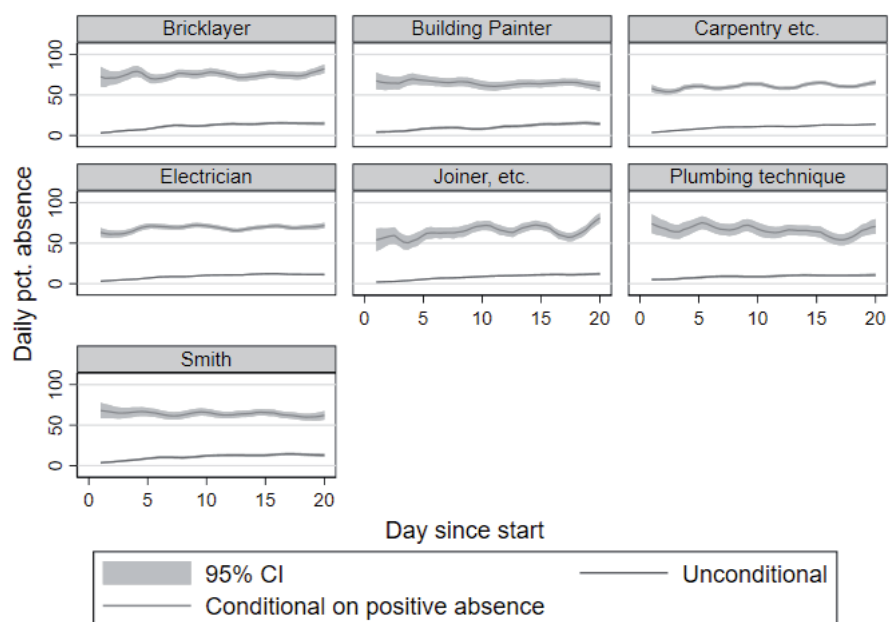 Bricklayer
Building Painter
Carpentry etc.
Electrician
Joiner, etc.
Plumbing technique
Smith
Daily pct. absence
0 50 100
0 50 100
0 50 100
0 5 10 15 20
0 5 10 15 20
0 5 10 15 20
Day since start
95% CI
Unconditional
Conditional on positive absence